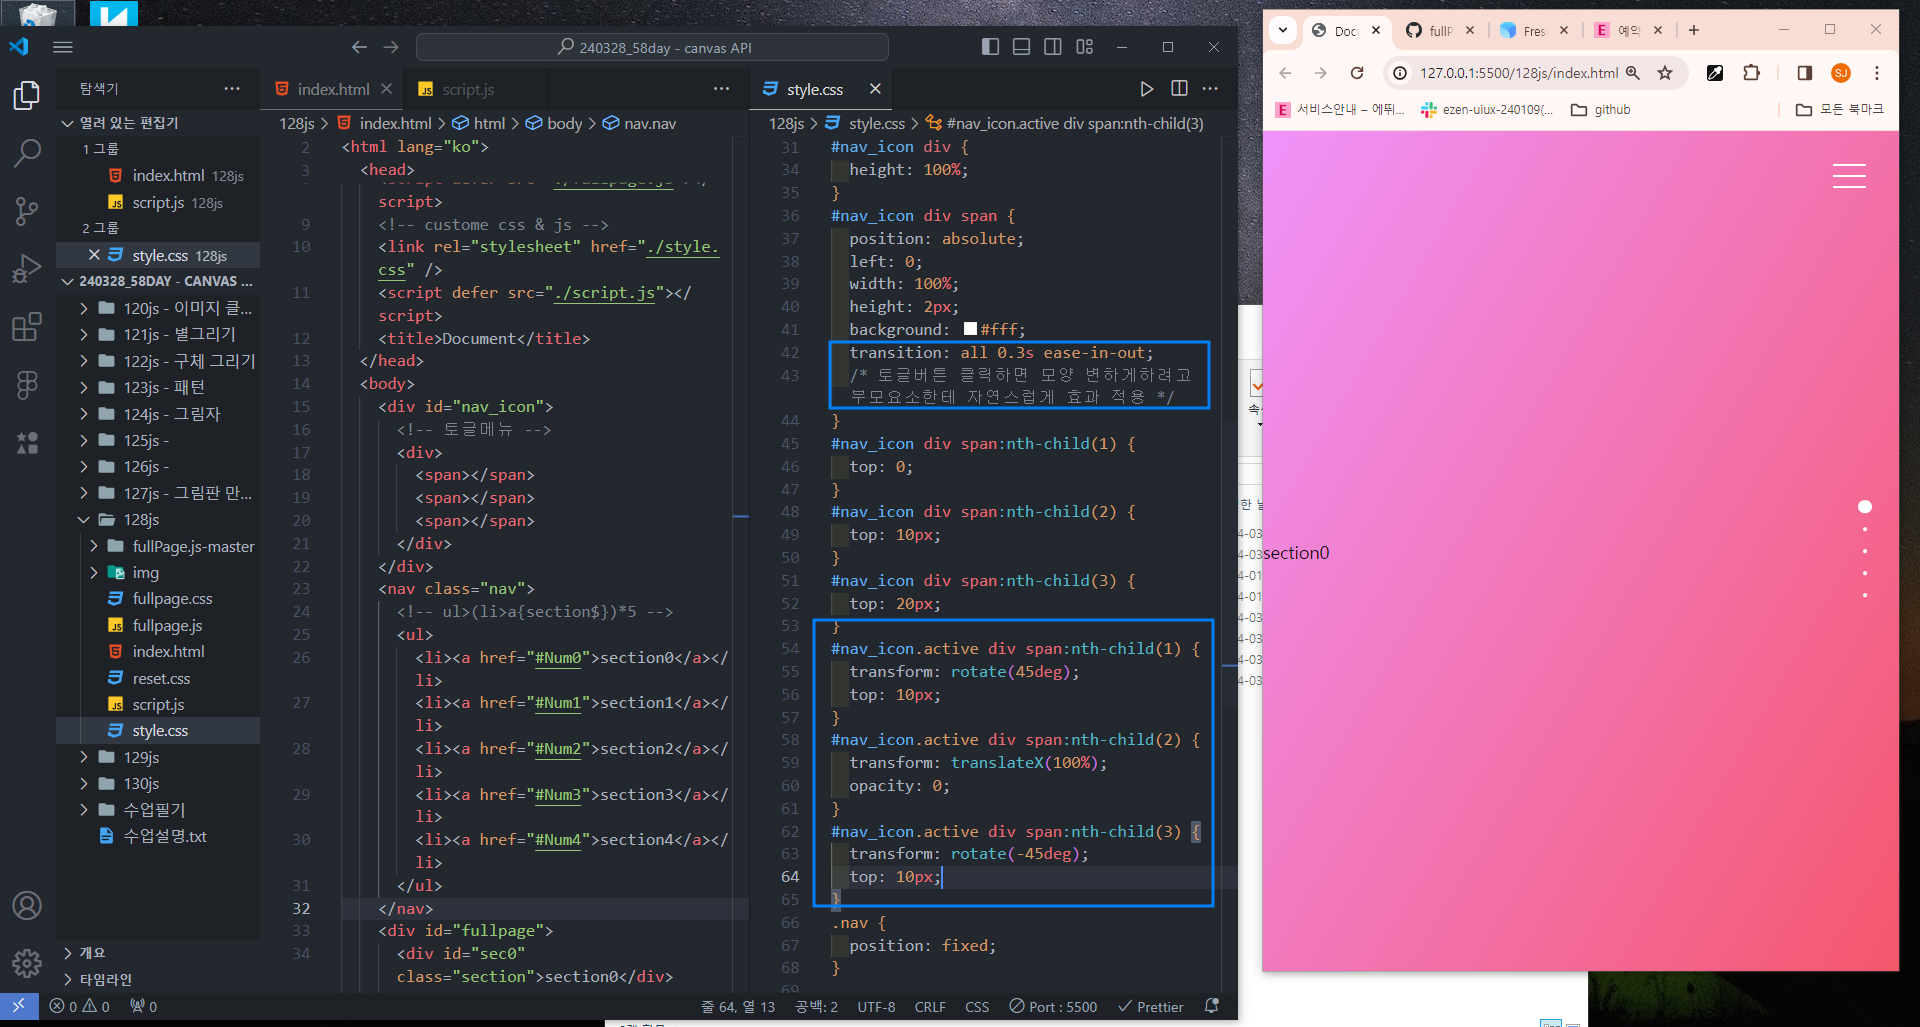 240328_58day - canvas API
탐색기
열려 있는 편집기
1 그룹
index.html 128js
script.js 128js
2 그룹
style.css 128js
240328_58DAY - CANVAS ...
120js - 이미지 클...
121js - 별그리기
122js - 구체 그리기
123js - 패턴
124js - 그림자
125js -
126js -
127js - 그림판 만...
128js
fullPage.js-master
img
fullpage.css
fullpage.js
index.html
reset.css
script.js
style.css
129js
130js
수업필기
수업설명.txt
개요
타임라인
index.html
script.js
128js > index.html > html > body > nav.nav
2 <html lang="ko">
3 <head>
script>
9 <!-- custome css & js -->
10 <link rel="stylesheet" href="./style.
css" />
11 <script defer src="./script.js"></
script>
12 <title>Document</title>
13 </head>
14 <body>
15 <div id="nav_icon">
16 <!-- 토글메뉴 -->
17 <div>
18 <span></span>
19 <span></span>
20 <span></span>
21 </div>
22 </div>
23 <nav class="nav">
24 <!-- ul>(li>a{section$})*5 -->
25 <ul>
26 <li><a href="#Num0">section0</a></
li>
27 <li><a href="#Num1">section1</a></
li>
28 <li><a href="#Num2">section2</a></
li>
29 <li><a href="#Num3">section3</a></
li>
30 <li><a href="#Num4">section4</a></
li>
31 </ul>
32 </nav>
33 <div id="fullpage">
34 <div id="sec0"
class="section">section0</div>
style.css
128js > style.css > #nav_icon.active div span:nth-child(3)
31 #nav_icon div {
34 height: 100%;
35 }
36 #nav_icon div span {
37 position: absolute;
38 left: 0;
39 width: 100%;
40 height: 2px;
41 background: #fff;
42 transition: all 0.3s ease-in-out;
43 /* 토글버튼 클릭하면 모양 변하게하려고
부모요소한테 자연스럽게 효과 적용 */
44 }
45 #nav_icon div span:nth-child(1) {
46 top: 0;
47 }
48 #nav_icon div span:nth-child(2) {
49 top: 10px;
50 }
51 #nav_icon div span:nth-child(3) {
52 top: 20px;
53 }
54 #nav_icon.active div span:nth-child(1) {
55 transform: rotate(45deg);
56 top: 10px;
57 }
58 #nav_icon.active div span:nth-child(2) {
59 transform: translateX(100%);
60 opacity: 0;
61 }
62 #nav_icon.active div span:nth-child(3) {
63 transform: rotate(-45deg);
64 top: 10px;
65 }
66 .nav {
67 position: fixed;
68 }
69
0 0 0
줄 64, 열 13
공백: 2
UTF-8
CRLF
CSS
Port : 5500
Prettier
Docu
fullP
Fres
예약
127.0.0.1:5500/128js/index.html
SJ
서비스안내 – 에뛰...
ezen-uiux-240109(...
github
모든 북마크
section0